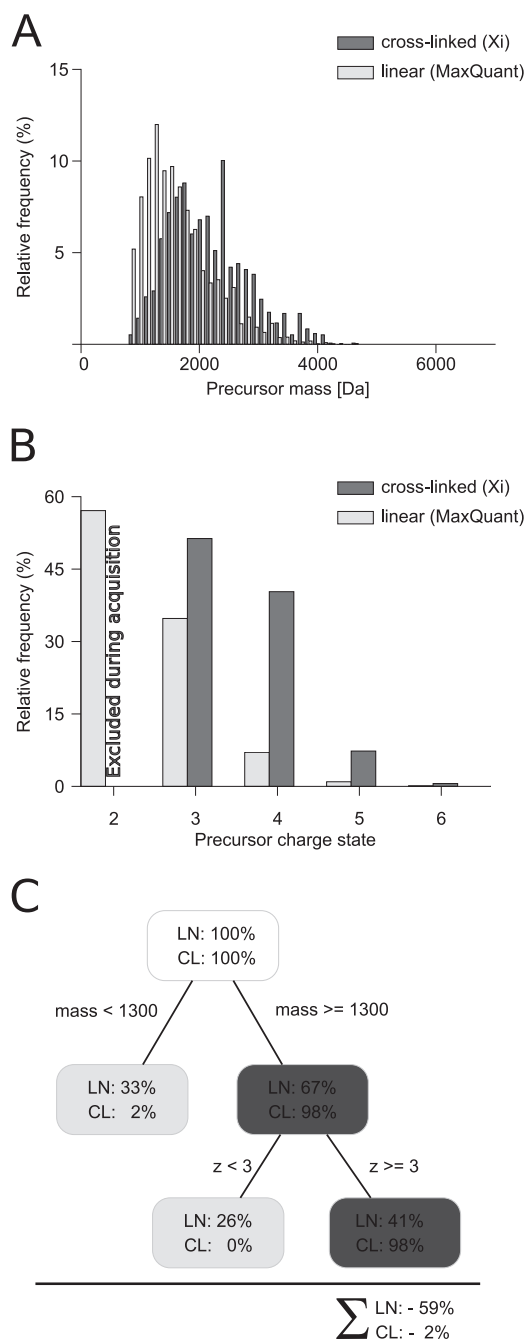 A
cross-linked (Xi)
linear (MaxQuant)
15
10
5
Relative frequency (%)
0
2000
4000
6000
Precursor mass [Da]
B
cross-linked (Xi)
linear (MaxQuant)
60
45
30
15
0
Relative frequency (%)
Excluded during acquisition
2
3
4
5
6
Precursor charge state
C
LN: 100%
CL: 100%
mass < 1300
mass >= 1300
LN: 33%
CL: 2%
LN: 67%
CL: 98%
z < 3
z >= 3
LN: 26%
CL: 0%
LN: 41%
CL: 98%
∑ LN: - 59%
CL: - 2%